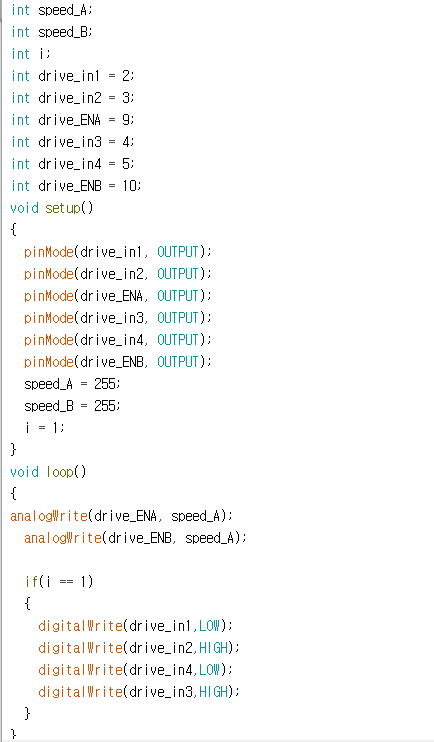 int speed_A;
int speed_B;
int i;
int drive_in1 = 2;
int drive_in2 = 3;
int drive_ENA = 9;
int drive_in3 = 4;
int drive_in4 = 5;
int drive_ENB = 10;
void setup()
{
  pinMode(drive_in1, OUTPUT);
  pinMode(drive_in2, OUTPUT);
  pinMode(drive_ENA, OUTPUT);
  pinMode(drive_in3, OUTPUT);
  pinMode(drive_in4, OUTPUT);
  pinMode(drive_ENB, OUTPUT);
  speed_A = 255;
  speed_B = 255;
  i = 1;
}
void loop()
{
analogWrite(drive_ENA, speed_A);
  analogWrite(drive_ENB, speed_A);

  if(i == 1)
  {
    digitalWrite(drive_in1,LOW);
    digitalWrite(drive_in2,HIGH);
    digitalWrite(drive_in4,LOW);
    digitalWrite(drive_in3,HIGH);
  }
}